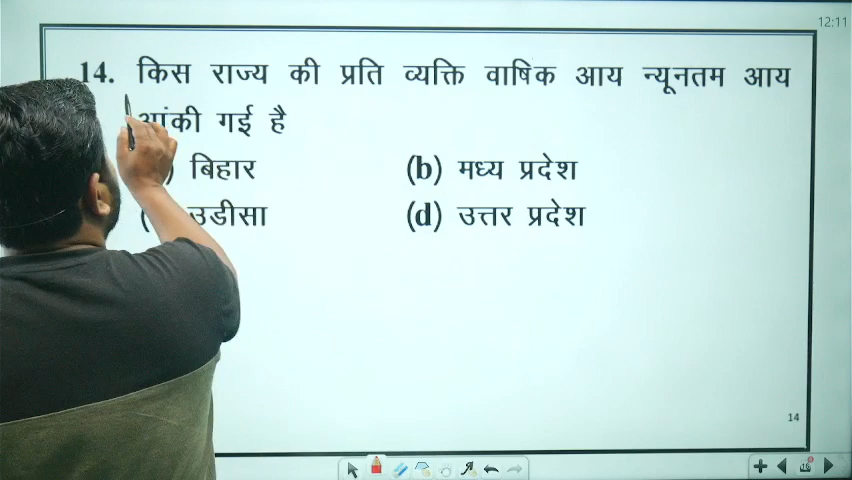 12:11
14. किस राज्य की प्रति व्यक्ति वार्षिक आय न्यूनतम आय
आंकी गई है
) बिहार (b) मध्य प्रदेश
( उडीसा (d) उत्तर प्रदेश
14